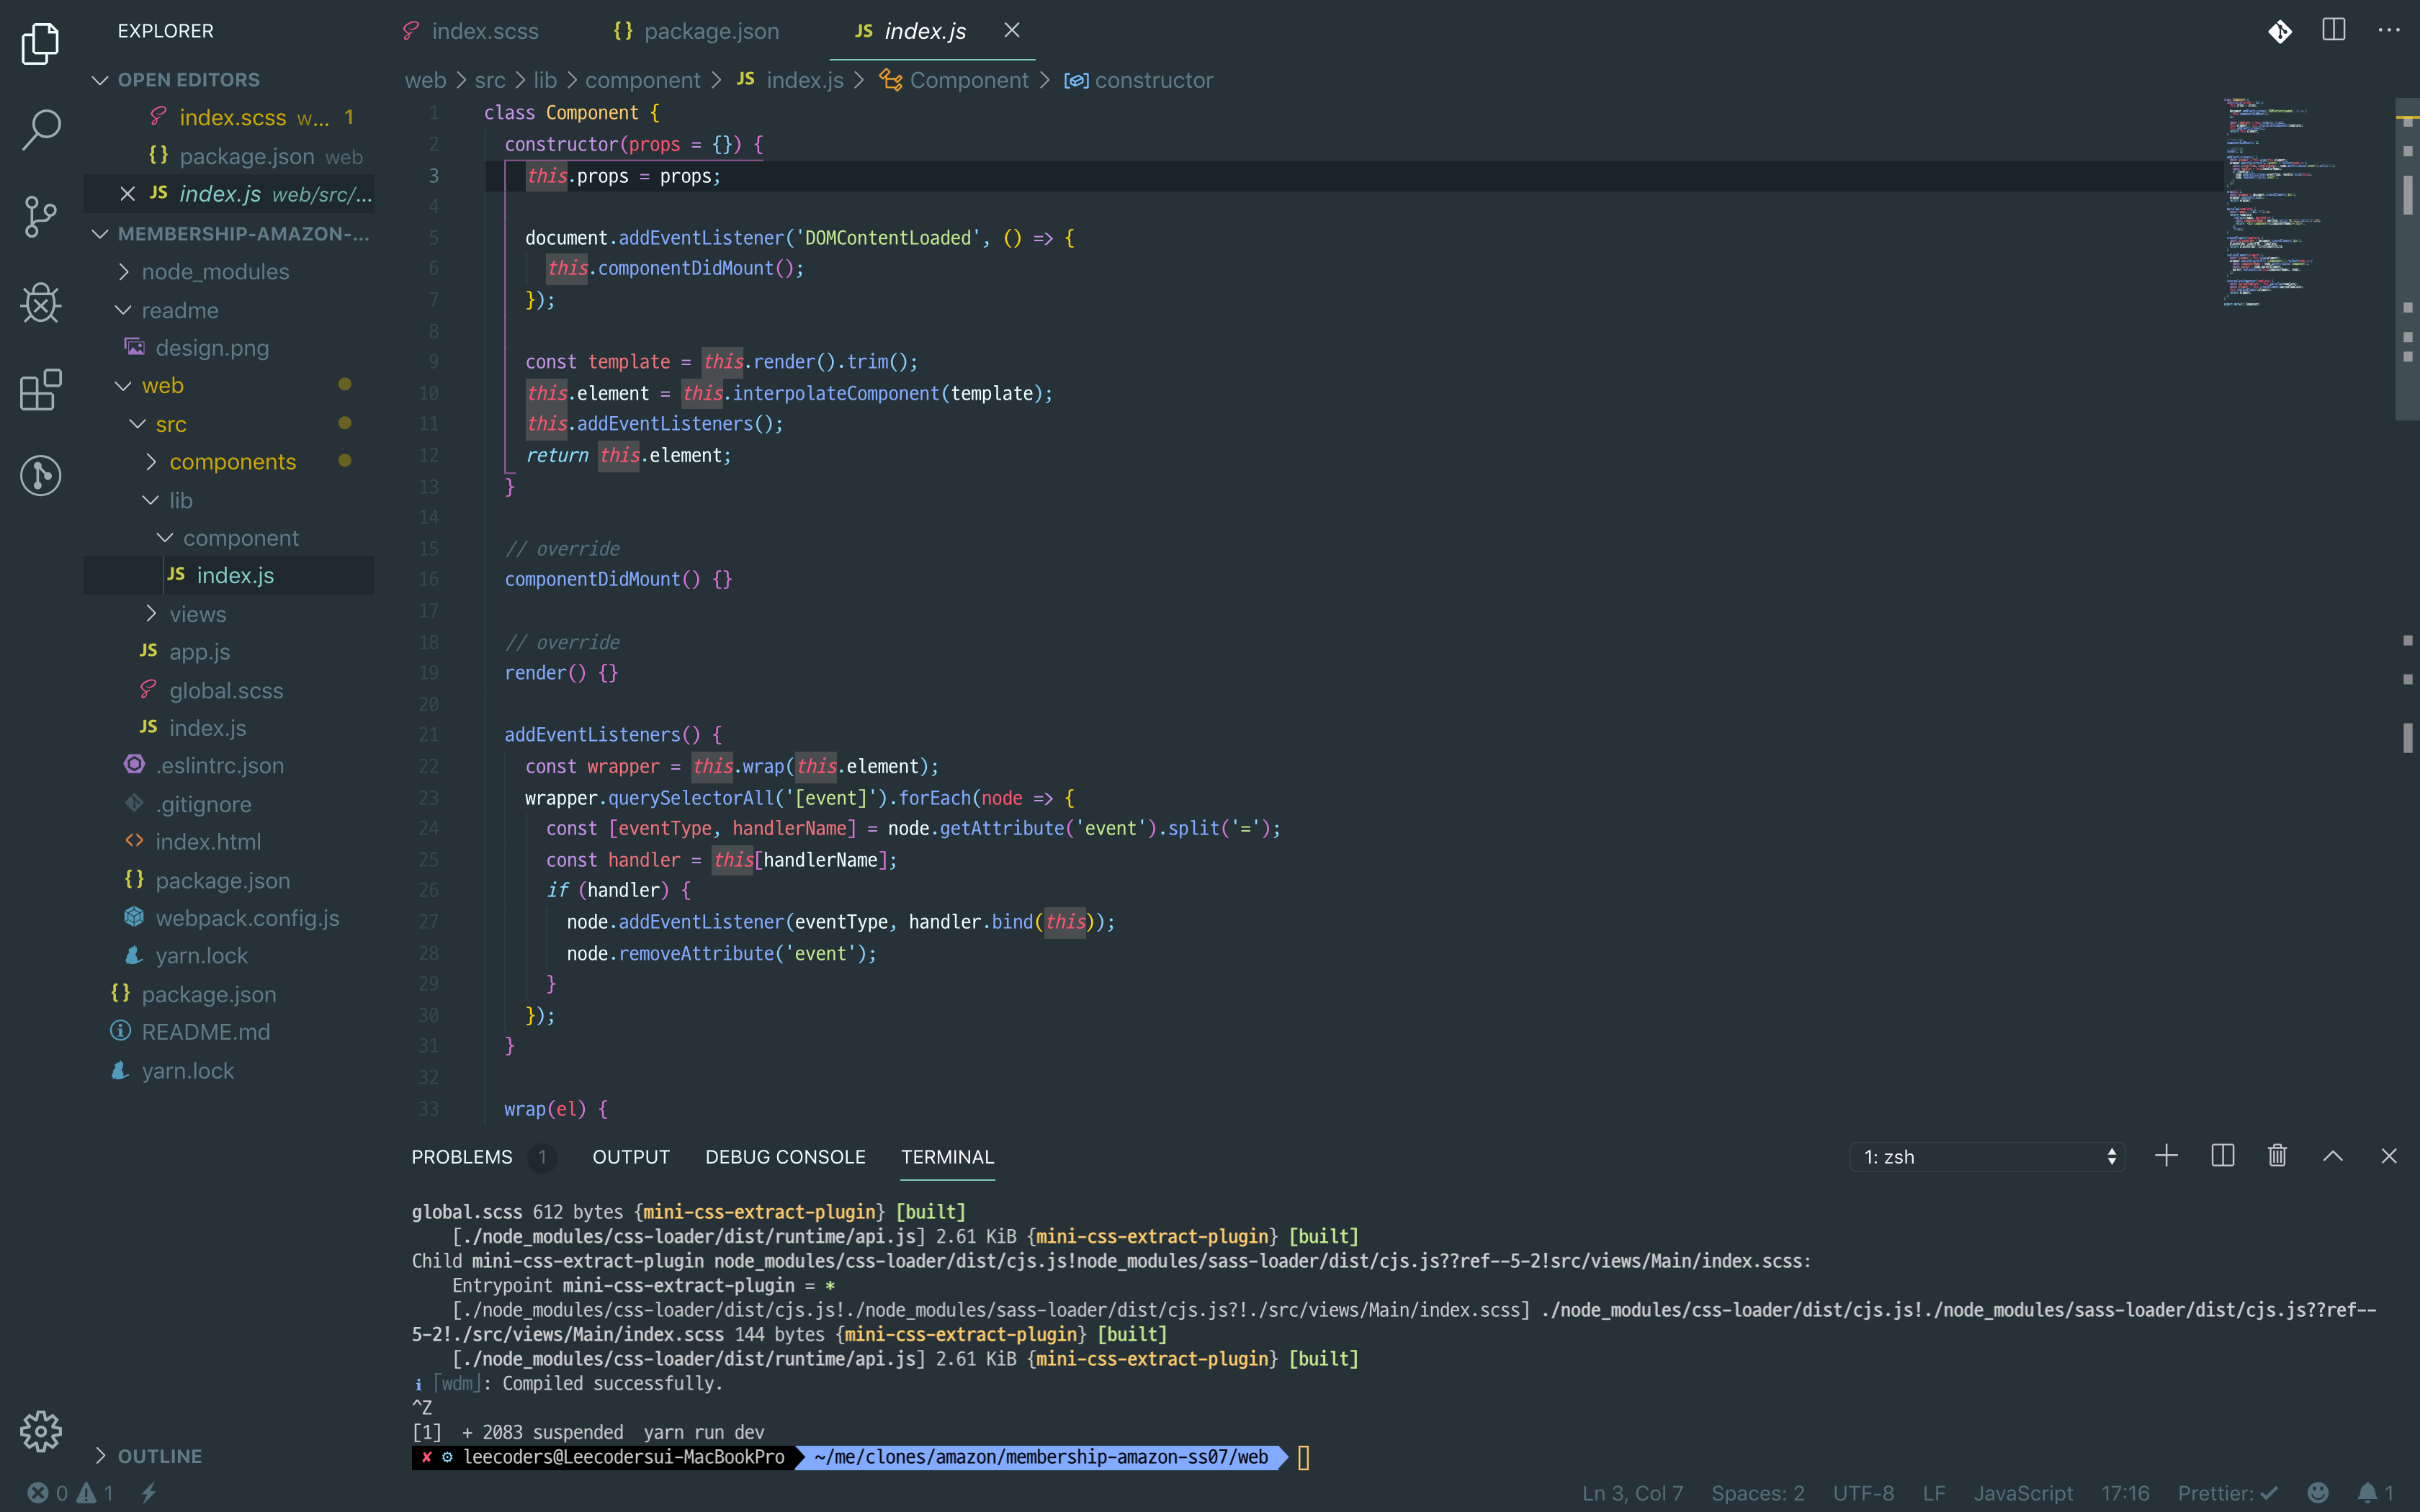 EXPLORER
OPEN EDITORS
index.scss w... 1
{} package.json web
JS index.js web/src/...
MEMBERSHIP-AMAZON-...
node_modules
readme
design.png
web
src
components
lib
component
JS index.js
views
JS app.js
global.scss
JS index.js
.eslintrc.json
.gitignore
index.html
{} package.json
webpack.config.js
yarn.lock
{} package.json
README.md
yarn.lock
OUTLINE
index.scss {} package.json JS index.js
web > src > lib > component > JS index.js > Component > constructor
1 class Component {
2 constructor(props = {}) {
3 this.props = props;
4
5 document.addEventListener('DOMContentLoaded', () => {
6 this.componentDidMount();
7 });
8
9 const template = this.render().trim();
10 this.element = this.interpolateComponent(template);
11 this.addEventListeners();
12 return this.element;
13 }
14
15 // override
16 componentDidMount() {}
17
18 // override
19 render() {}
20
21 addEventListeners() {
22 const wrapper = this.wrap(this.element);
23 wrapper.querySelectorAll('[event]').forEach(node => {
24 const [eventType, handlerName] = node.getAttribute('event').split('=');
25 const handler = this[handlerName];
26 if (handler) {
27 node.addEventListener(eventType, handler.bind(this));
28 node.removeAttribute('event');
29 }
30 });
31 }
32
33 wrap(el) {
PROBLEMS 1 OUTPUT DEBUG CONSOLE TERMINAL 1: zsh
global.scss 612 bytes {mini-css-extract-plugin} [built]
[./node_modules/css-loader/dist/runtime/api.js] 2.61 KiB {mini-css-extract-plugin} [built]
Child mini-css-extract-plugin node_modules/css-loader/dist/cjs.js!node_modules/sass-loader/dist/cjs.js??ref--5-2!src/views/Main/index.scss:
Entrypoint mini-css-extract-plugin = *
[./node_modules/css-loader/dist/cjs.js!./node_modules/sass-loader/dist/cjs.js?!./src/views/Main/index.scss] ./node_modules/css-loader/dist/cjs.js!./node_modules/sass-loader/dist/cjs.js??ref--
5-2!./src/views/Main/index.scss 144 bytes {mini-css-extract-plugin} [built]
[./node_modules/css-loader/dist/runtime/api.js] 2.61 KiB {mini-css-extract-plugin} [built]
ℹ ｢wdm｣: Compiled successfully.
^Z
[1] + 2083 suspended yarn run dev
✘ ⚙ leecoders@Leecodersui-MacBookPro ~/me/clones/amazon/membership-amazon-ss07/web
0 1 Ln 3, Col 7 Spaces: 2 UTF-8 LF JavaScript 17:16 Prettier: ✓ 1